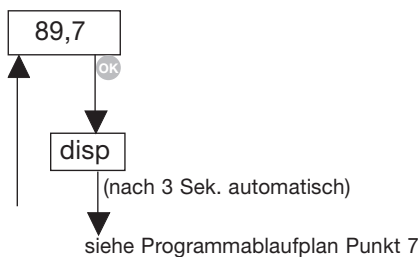 89,7
OK
disp
(nach 3 Sek. automatisch)
siehe Programmablaufplan Punkt 7